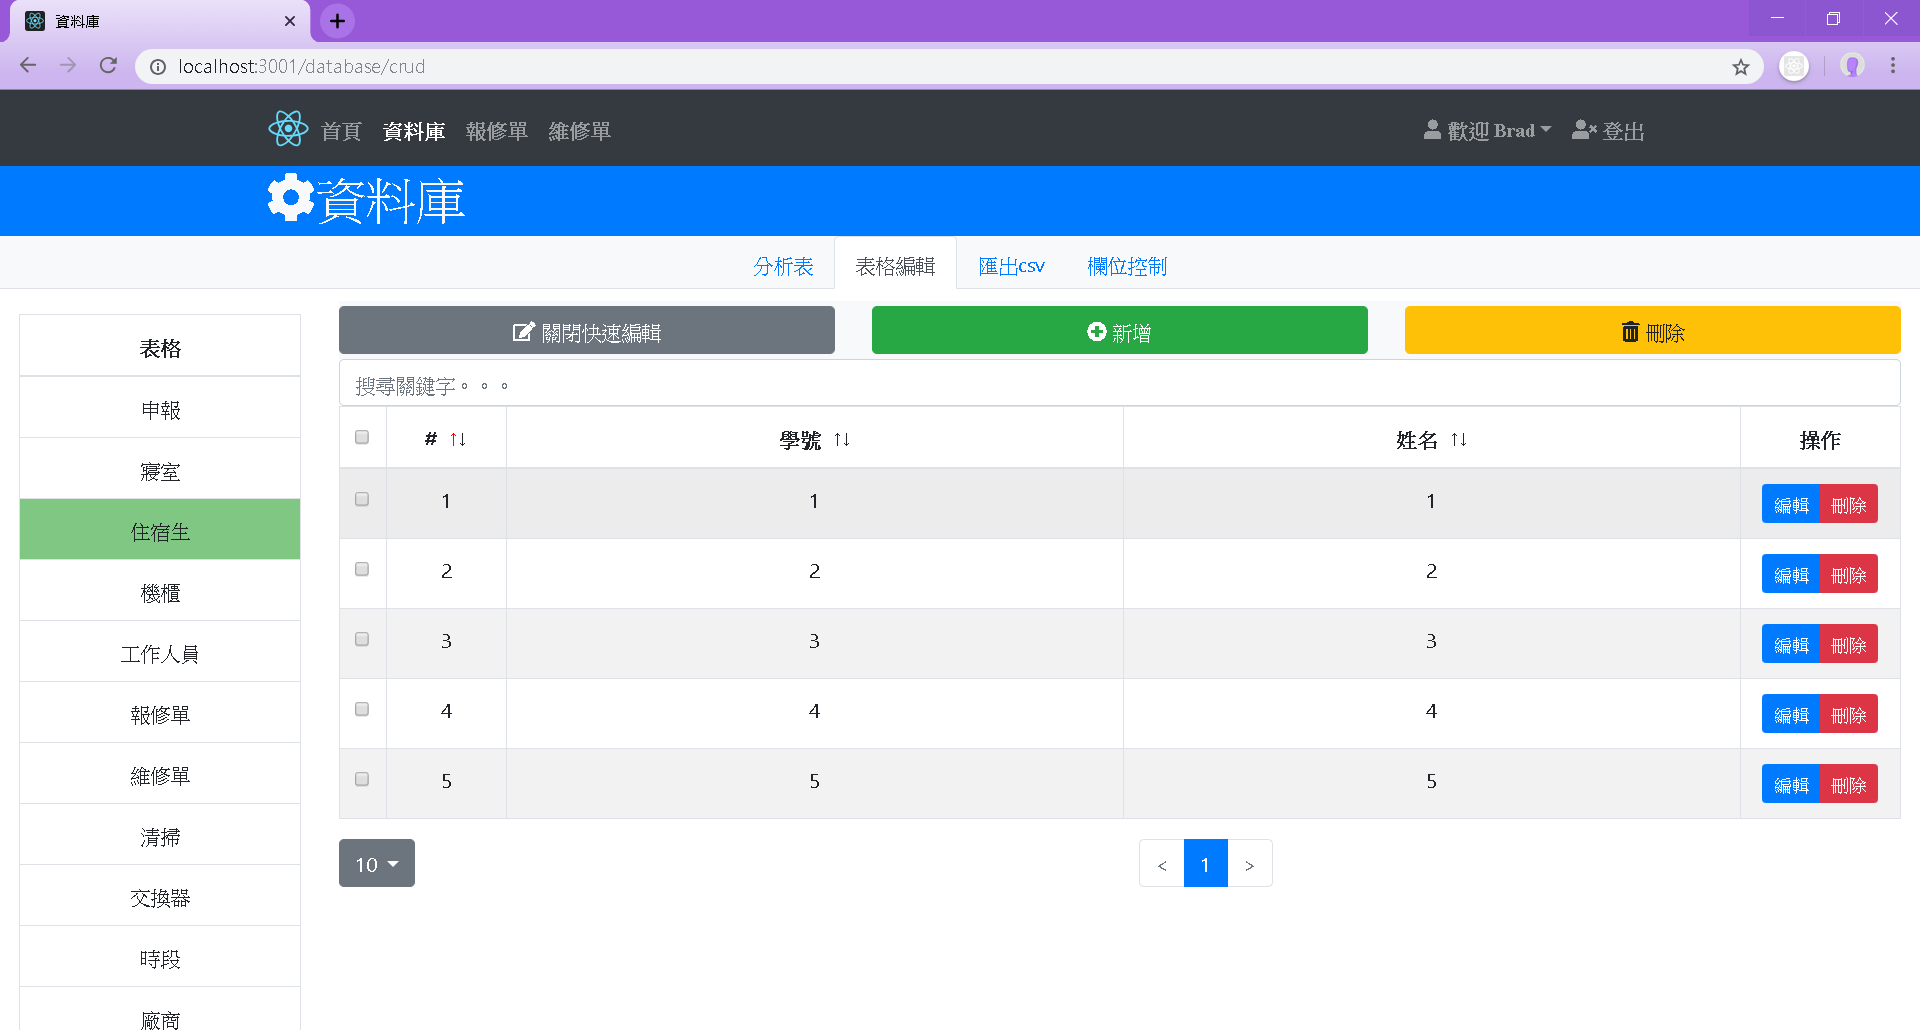 資料庫
localhost:3001/database/crud
首頁 資料庫 報修單 維修單 歡迎 Brad 登出
資料庫
分析表 表格編輯 匯出csv 欄位控制
關閉快速編輯 新增 刪除
搜尋關鍵字。。。
表格
申報
寢室
住宿生
機櫃
工作人員
報修單
維修單
清掃
交換器
時段
廠商
# ↑↓ 學號 ↑↓ 姓名 ↑↓ 操作
1 1 1 編輯 刪除
2 2 2 編輯 刪除
3 3 3 編輯 刪除
4 4 4 編輯 刪除
5 5 5 編輯 刪除
10 < 1 >